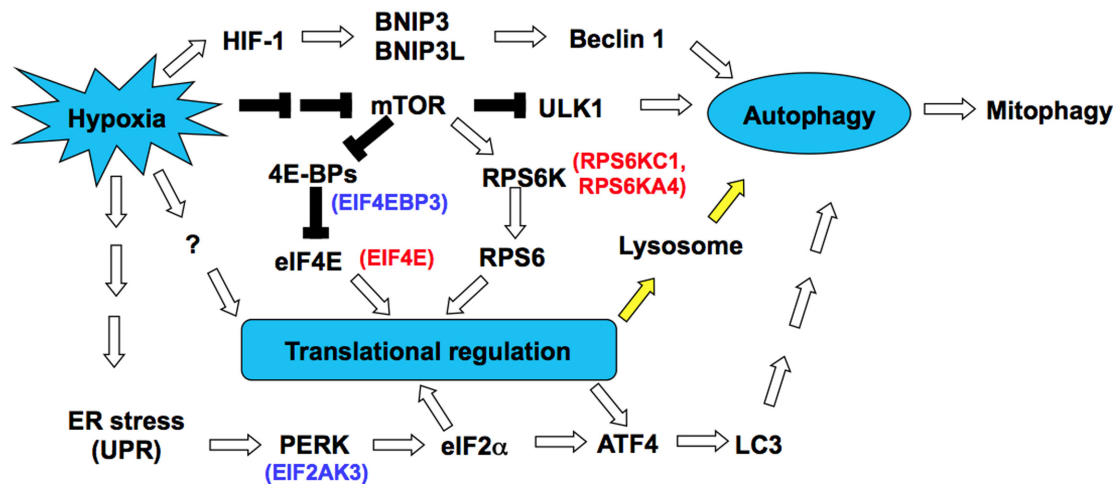 BNIP3
BNIP3L
HIF-1
Beclin 1
Hypoxia
mTOR
ULK1
Autophagy
Mitophagy
4E-BPs
(EIF4EBP3)
RPS6K
(RPS6KC1,
RPS6KA4)
?
eIF4E
(EIF4E)
RPS6
Lysosome
Translational regulation
ER stress
(UPR)
PERK
(EIF2AK3)
eIF2α
ATF4
LC3